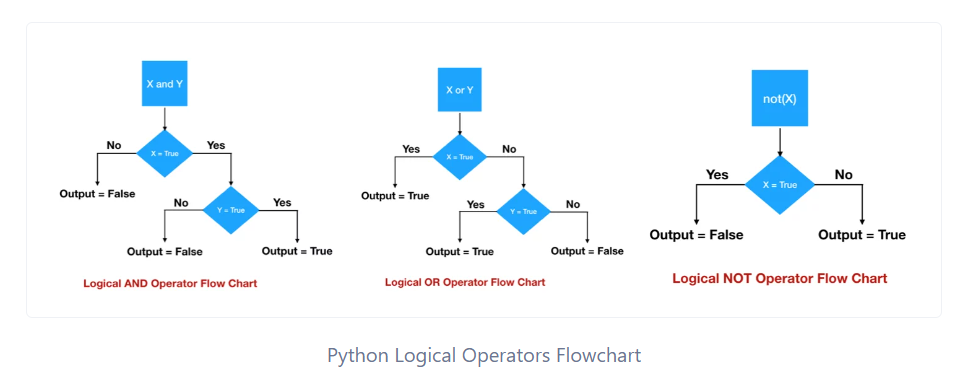 X and Y
No
X = True
Yes
Output = False
No
Y = True
Yes
Output = False
Output = True
Logical AND Operator Flow Chart
X or Y
Yes
X = True
No
Output = True
Yes
Y = True
No
Output = True
Output = False
Logical OR Operator Flow Chart
not(X)
Yes
X = True
No
Output = False
Output = True
Logical NOT Operator Flow Chart
Python Logical Operators Flowchart